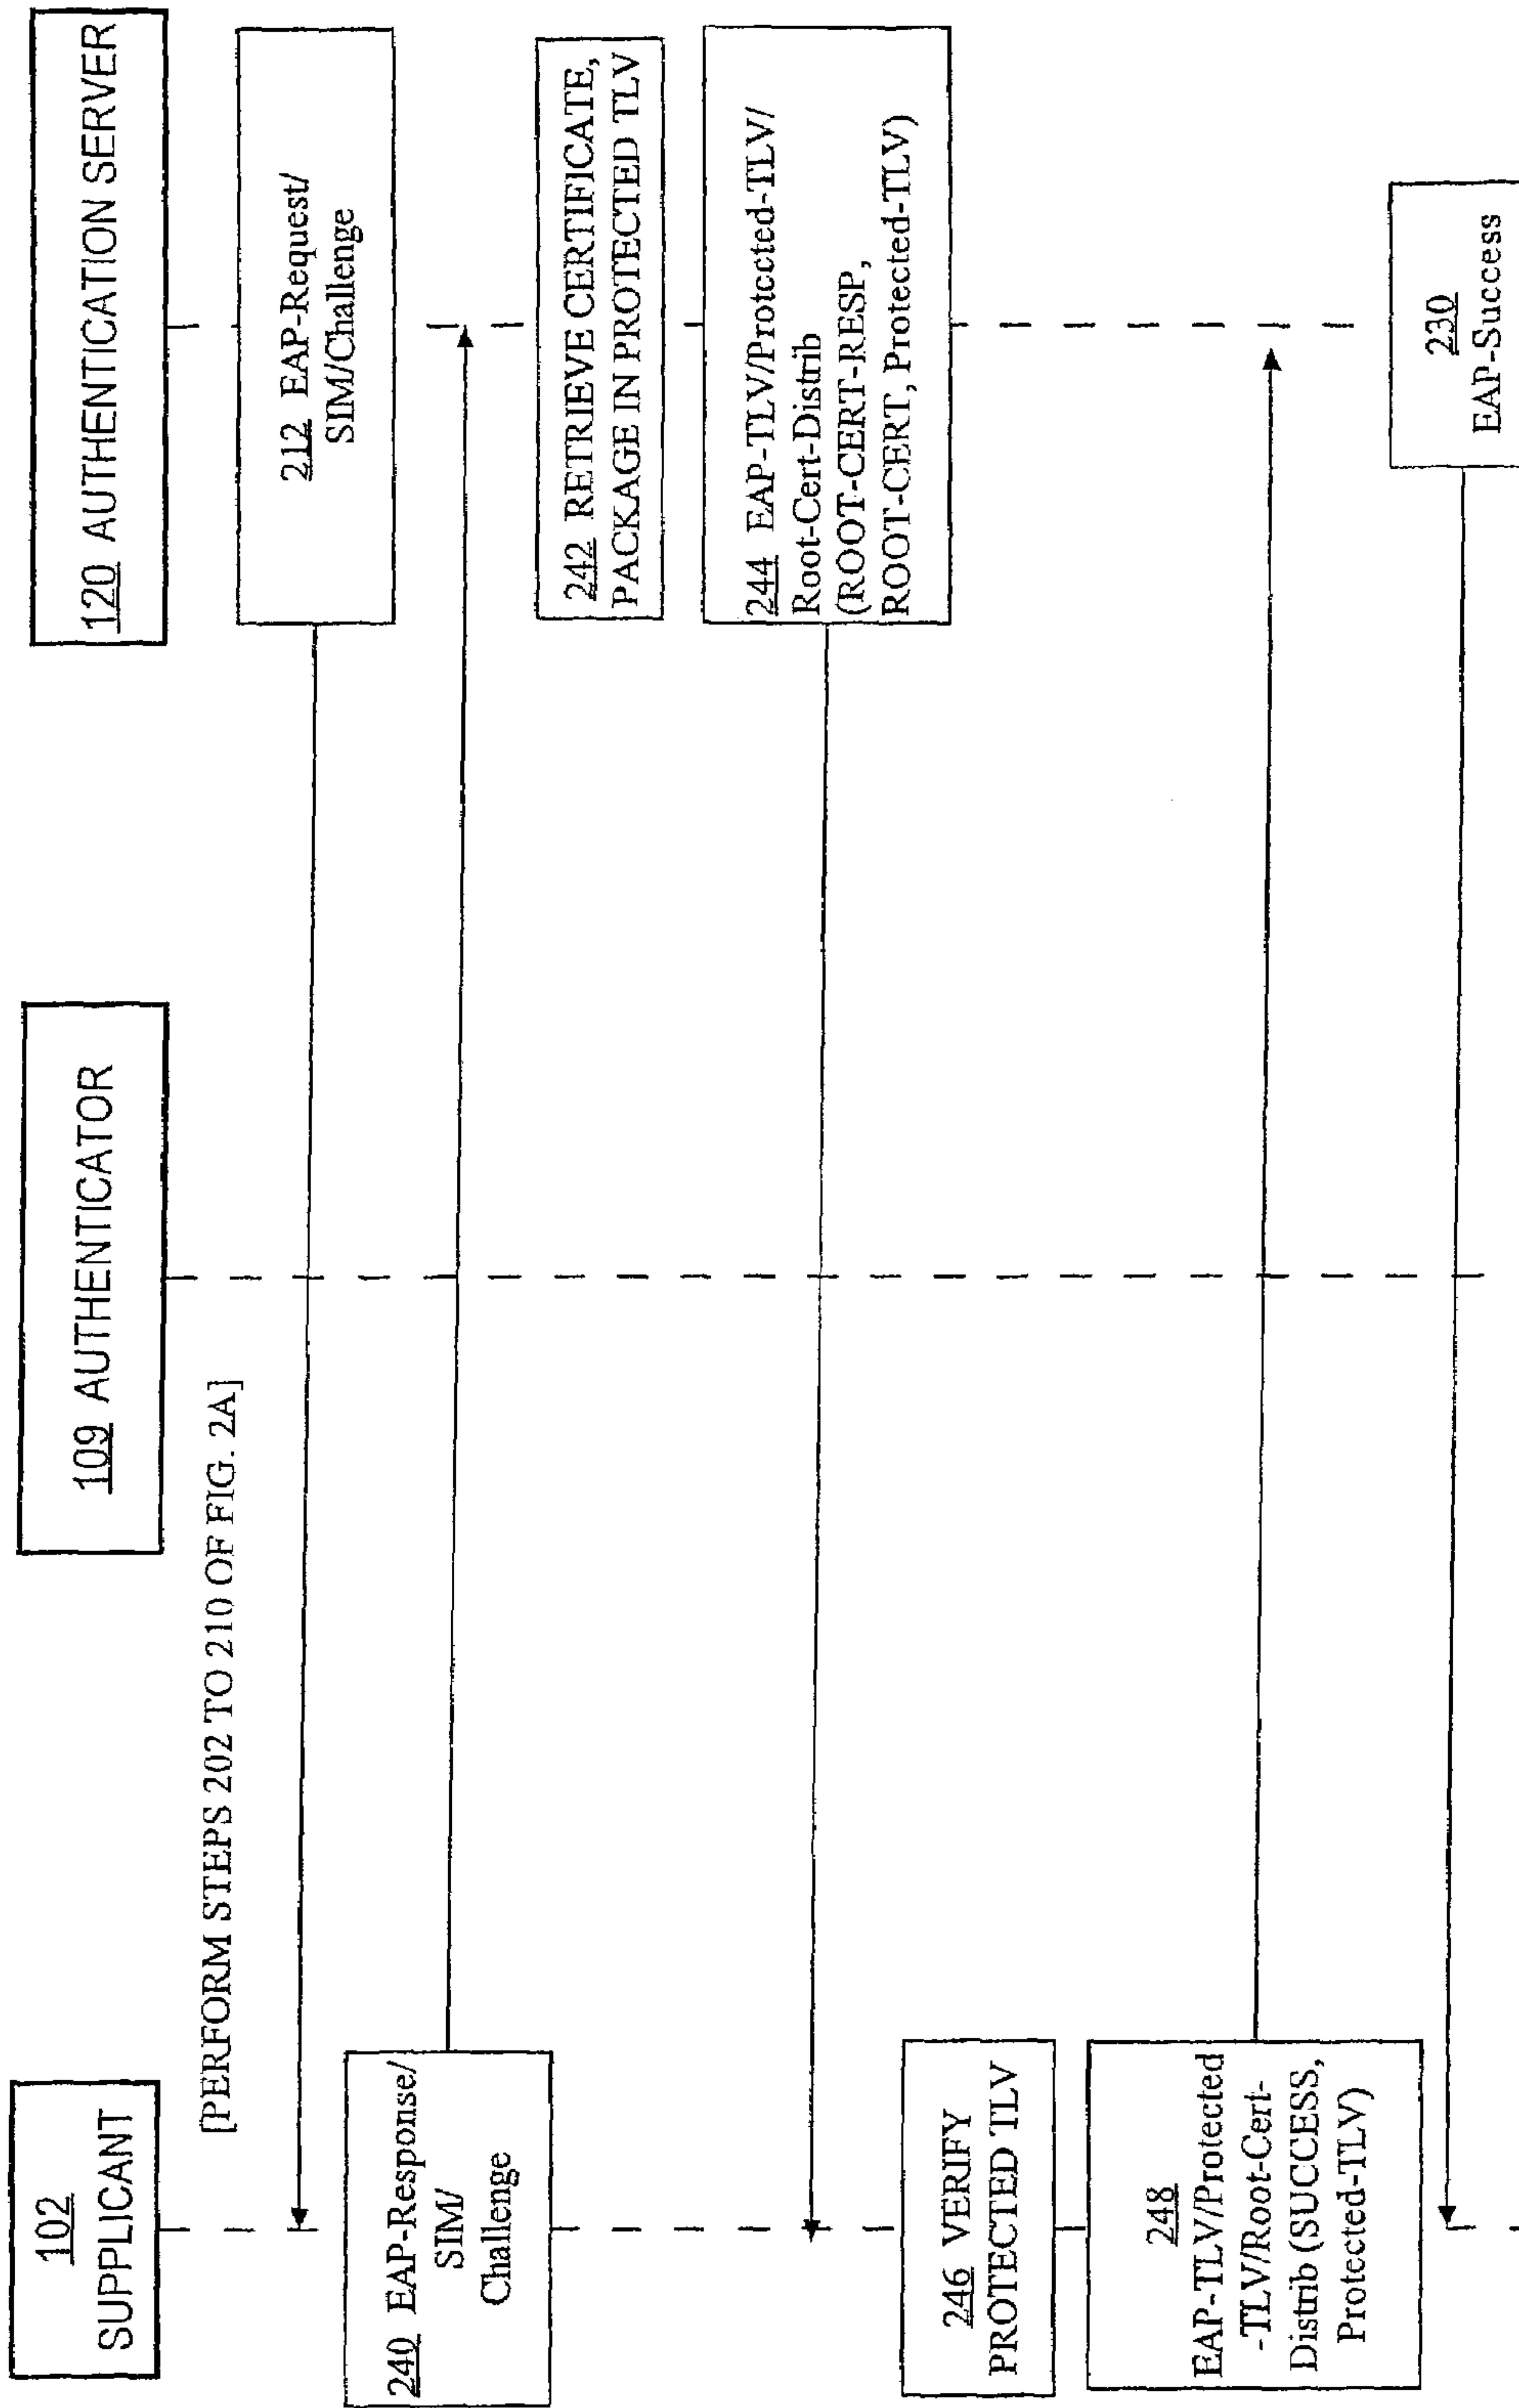 102
SUPPLICANT
109 AUTHENTICATOR
120 AUTHENTICATION SERVER
[PERFORM STEPS 202 TO 210 OF FIG. 2A]
212 EAP-Request/
SIM/Challenge
240 EAP-Response/
SIM/
Challenge
242 RETRIEVE CERTIFICATE,
PACKAGE IN PROTECTED TLV
244 EAP-TLV/Protected-TLV/
Root-Cert-Distrib
(ROOT-CERT-RESP,
ROOT-CERT, Protected-TLV)
246 VERIFY
PROTECTED TLV
248
EAP-TLV/Protected
-TLV/Root-Cert-
Distrib (SUCCESS,
Protected-TLV)
230
EAP-Success